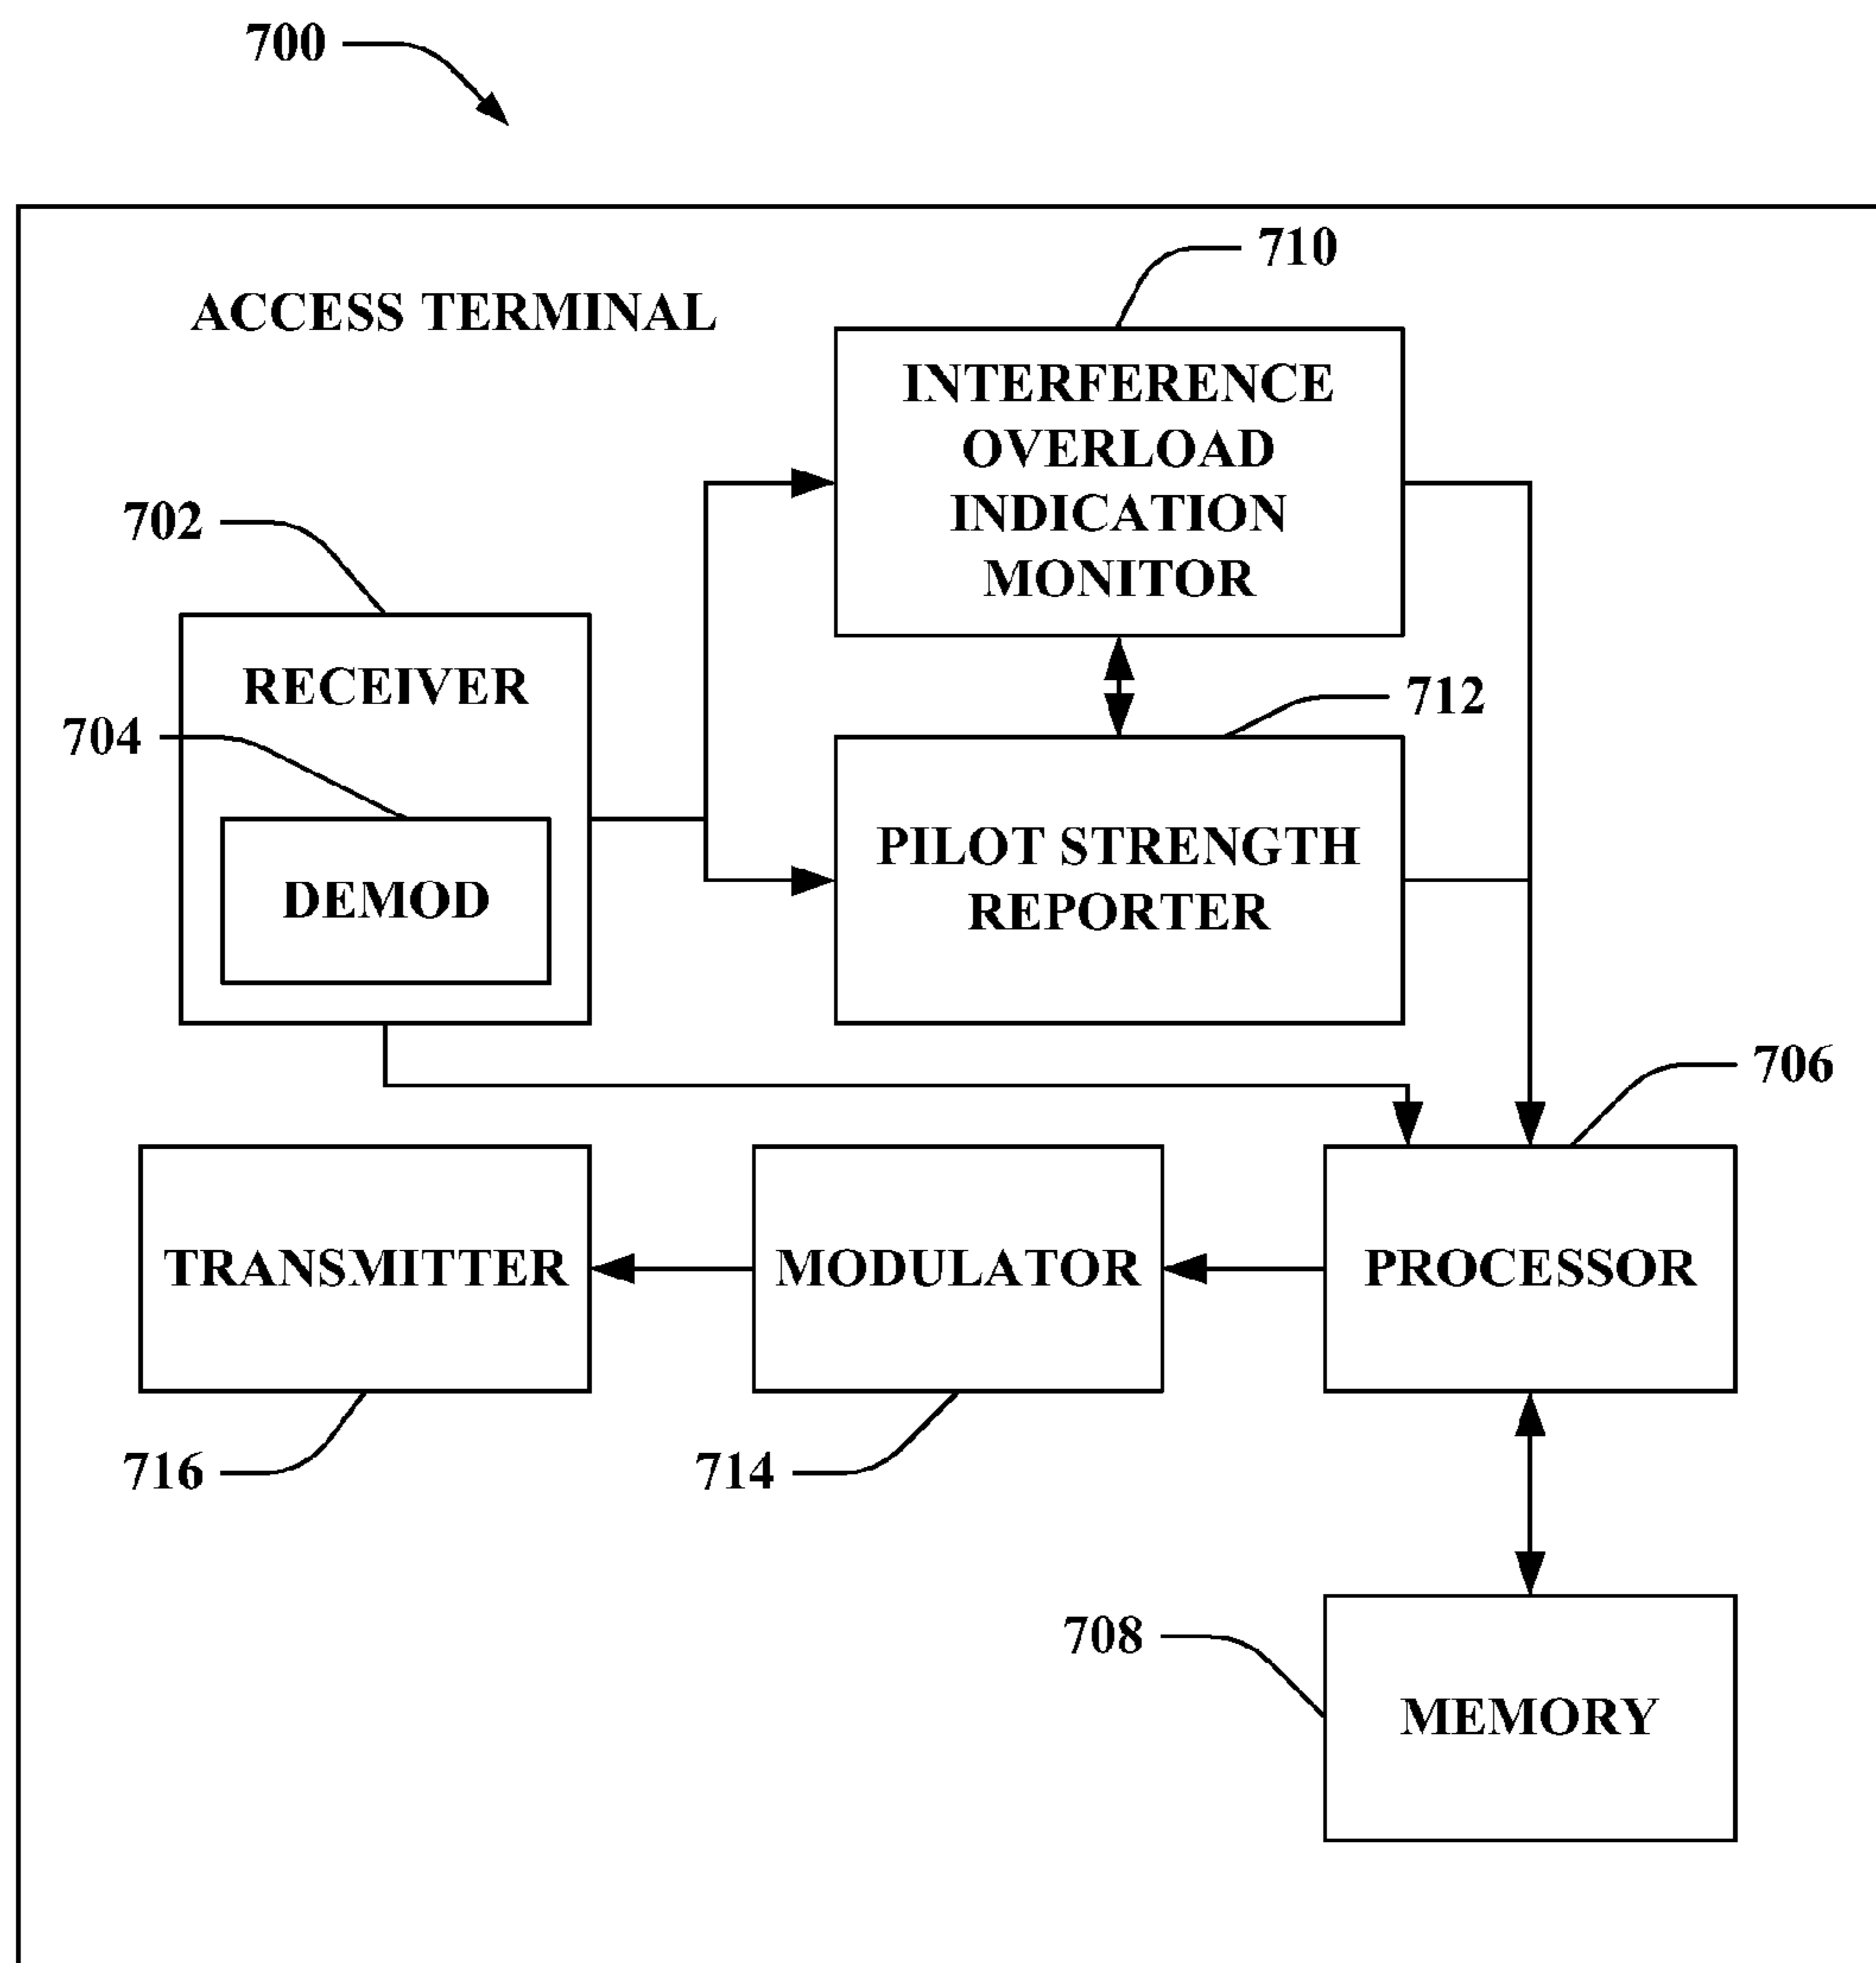 700
710
ACCESS TERMINAL
INTERFERENCE
OVERLOAD
INDICATION
MONITOR
702
RECEIVER
712
704
DEMOD
PILOT STRENGTH
REPORTER
706
TRANSMITTER
MODULATOR
PROCESSOR
716
714
708
MEMORY